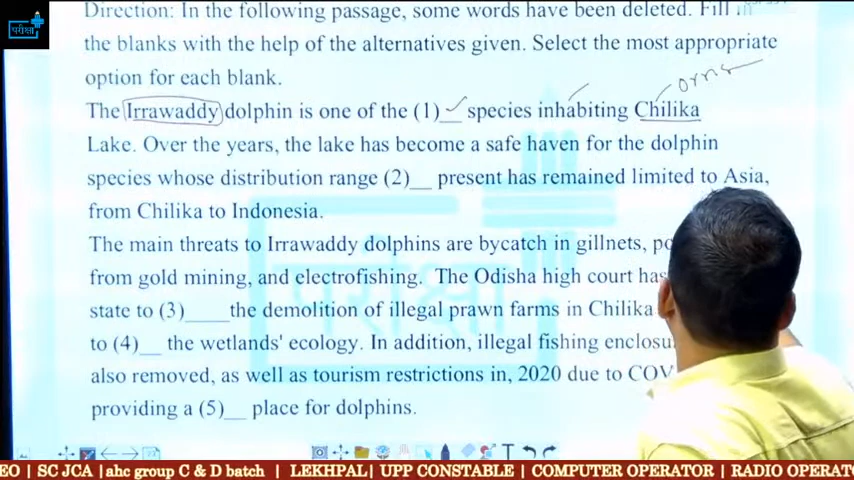 परीक्षा
Direction: In the following passage, some words have been deleted. Fill in
the blanks with the help of the alternatives given. Select the most appropriate
option for each blank.
The Irrawaddy dolphin is one of the (1)__ species inhabiting Chilika
Lake. Over the years, the lake has become a safe haven for the dolphin
species whose distribution range (2)__ present has remained limited to Asia,
from Chilika to Indonesia.
The main threats to Irrawaddy dolphins are bycatch in gillnets, po
from gold mining, and electrofishing. The Odisha high court has
state to (3)____the demolition of illegal prawn farms in Chilika
to (4)__ the wetlands' ecology. In addition, illegal fishing enclosu
also removed, as well as tourism restrictions in, 2020 due to COV
providing a (5)__ place for dolphins.
परीक्षा
EO | SC JCA |ahc group C & D batch | LEKHPAL| UPP CONSTABLE | COMPUTER OPERATOR | RADIO OPERATO